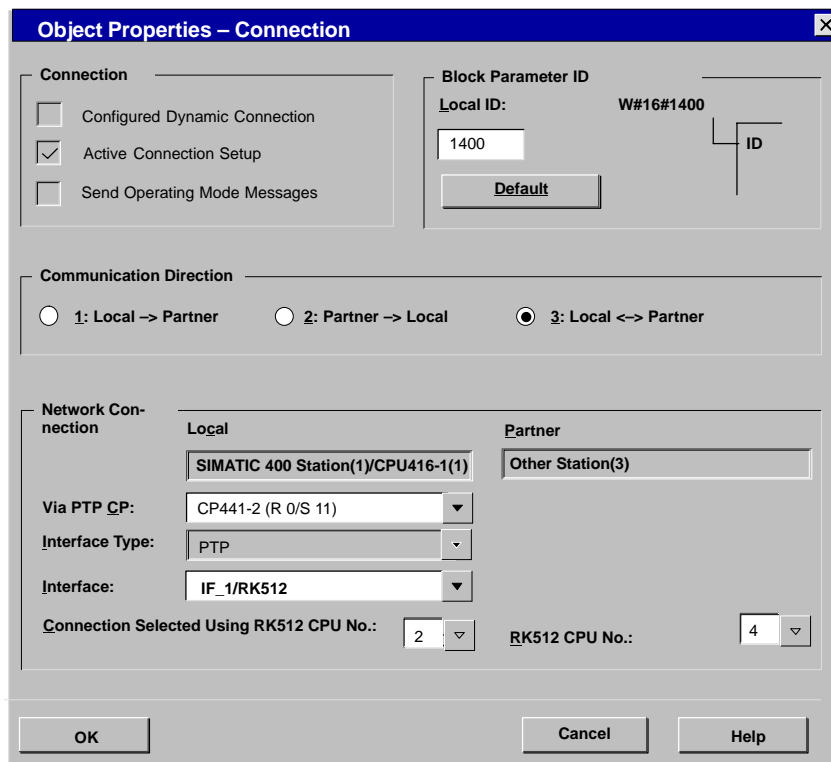 Object Properties – Connection
Connection
Configured Dynamic Connection
Active Connection Setup
Send Operating Mode Messages
Block Parameter ID
Local ID:
W#16#1400
1400
ID
Default
Communication Direction
1: Local –> Partner
2: Partner –> Local
3: Local <–> Partner
Network Con-
nection
Local
Partner
SIMATIC 400 Station(1)/CPU416-1(1)
Other Station(3)
Via PTP CP:
CP441-2 (R 0/S 11)
Interface Type:
PTP
Interface:
IF_1/RK512
Connection Selected Using RK512 CPU No.:
2
RK512 CPU No.:
4
OK
Cancel
Help